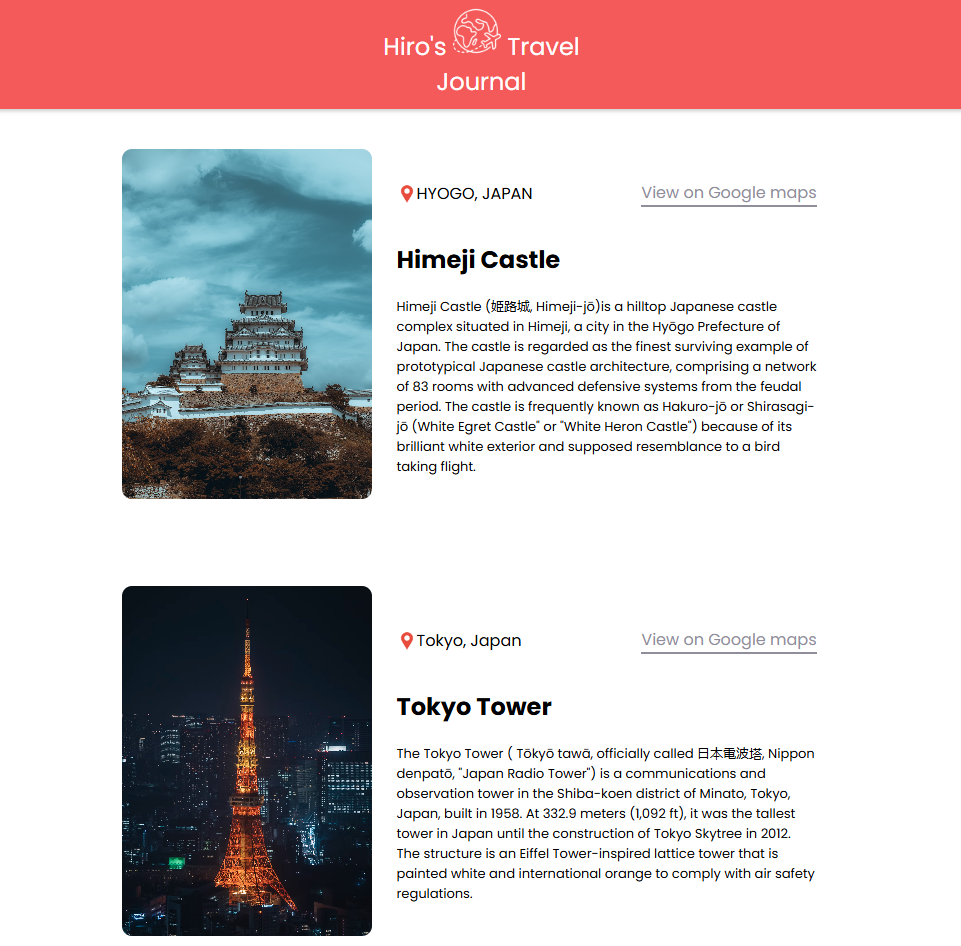 Hiro's Travel
Journal
HYOGO, JAPAN
View on Google maps
Himeji Castle
Himeji Castle (姫路城, Himeji-jō)is a hilltop Japanese castle
complex situated in Himeji, a city in the Hyōgo Prefecture of
Japan. The castle is regarded as the finest surviving example of
prototypical Japanese castle architecture, comprising a network
of 83 rooms with advanced defensive systems from the feudal
period. The castle is frequently known as Hakuro-jō or Shirasagi-
jō (White Egret Castle" or "White Heron Castle") because of its
brilliant white exterior and supposed resemblance to a bird
taking flight.
Tokyo, Japan
View on Google maps
Tokyo Tower
The Tokyo Tower ( Tōkyō tawā, officially called 日本電波塔, Nippon
denpatō, "Japan Radio Tower") is a communications and
observation tower in the Shiba-koen district of Minato, Tokyo,
Japan, built in 1958. At 332.9 meters (1,092 ft), it was the tallest
tower in Japan until the construction of Tokyo Skytree in 2012.
The structure is an Eiffel Tower-inspired lattice tower that is
painted white and international orange to comply with air safety
regulations.